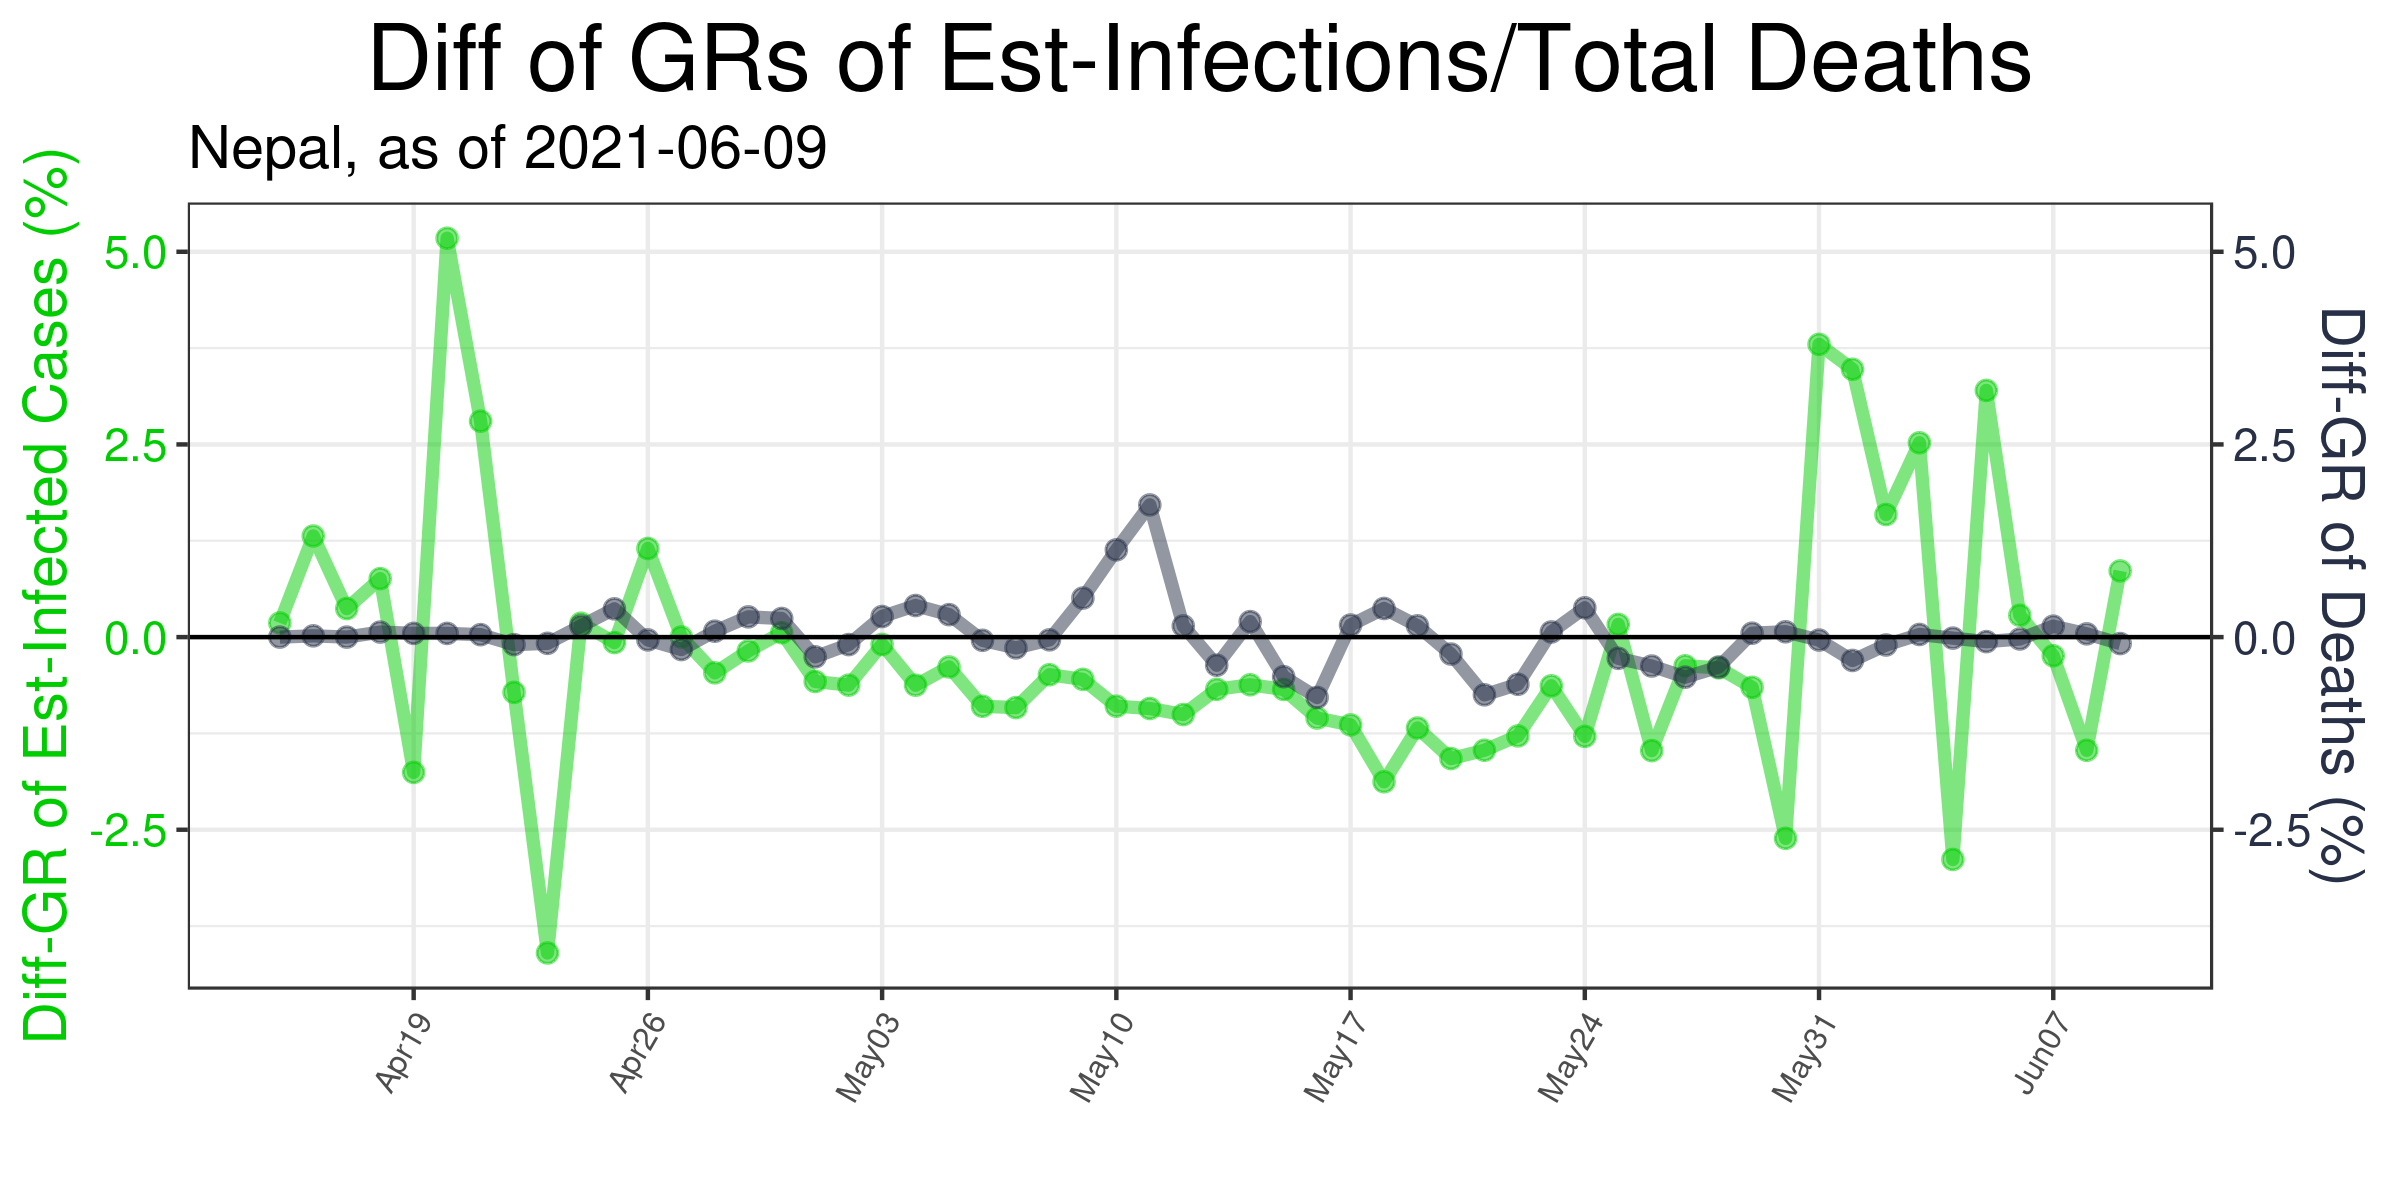 Diff of GRs of Est-Infections/Total Deaths
Nepal, as of 2021-06-09
Diff-GR of Est-Infected Cases (%)
5.0
2.5
0.0
-2.5
5.0
2.5
0.0
-2.5
Diff-GR of Deaths (%)
Apr19
Apr26
May03
May10
May17
May24
May31
Jun07